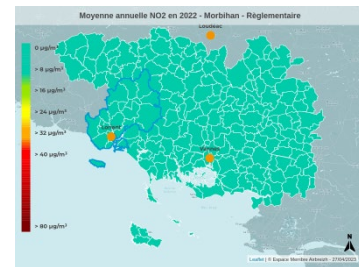 Moyenne annuelle NO2 en 2022 - Morbihan - Réglementaire
Loudéac
0 µg/m³
> 8 µg/m³
> 16 µg/m³
> 24 µg/m³
> 32 µg/m³
> 40 µg/m³
> 80 µg/m³
Lorient
Vannes
N
Leaflet | © Espace Membre Airbreizh - 27/04/2023